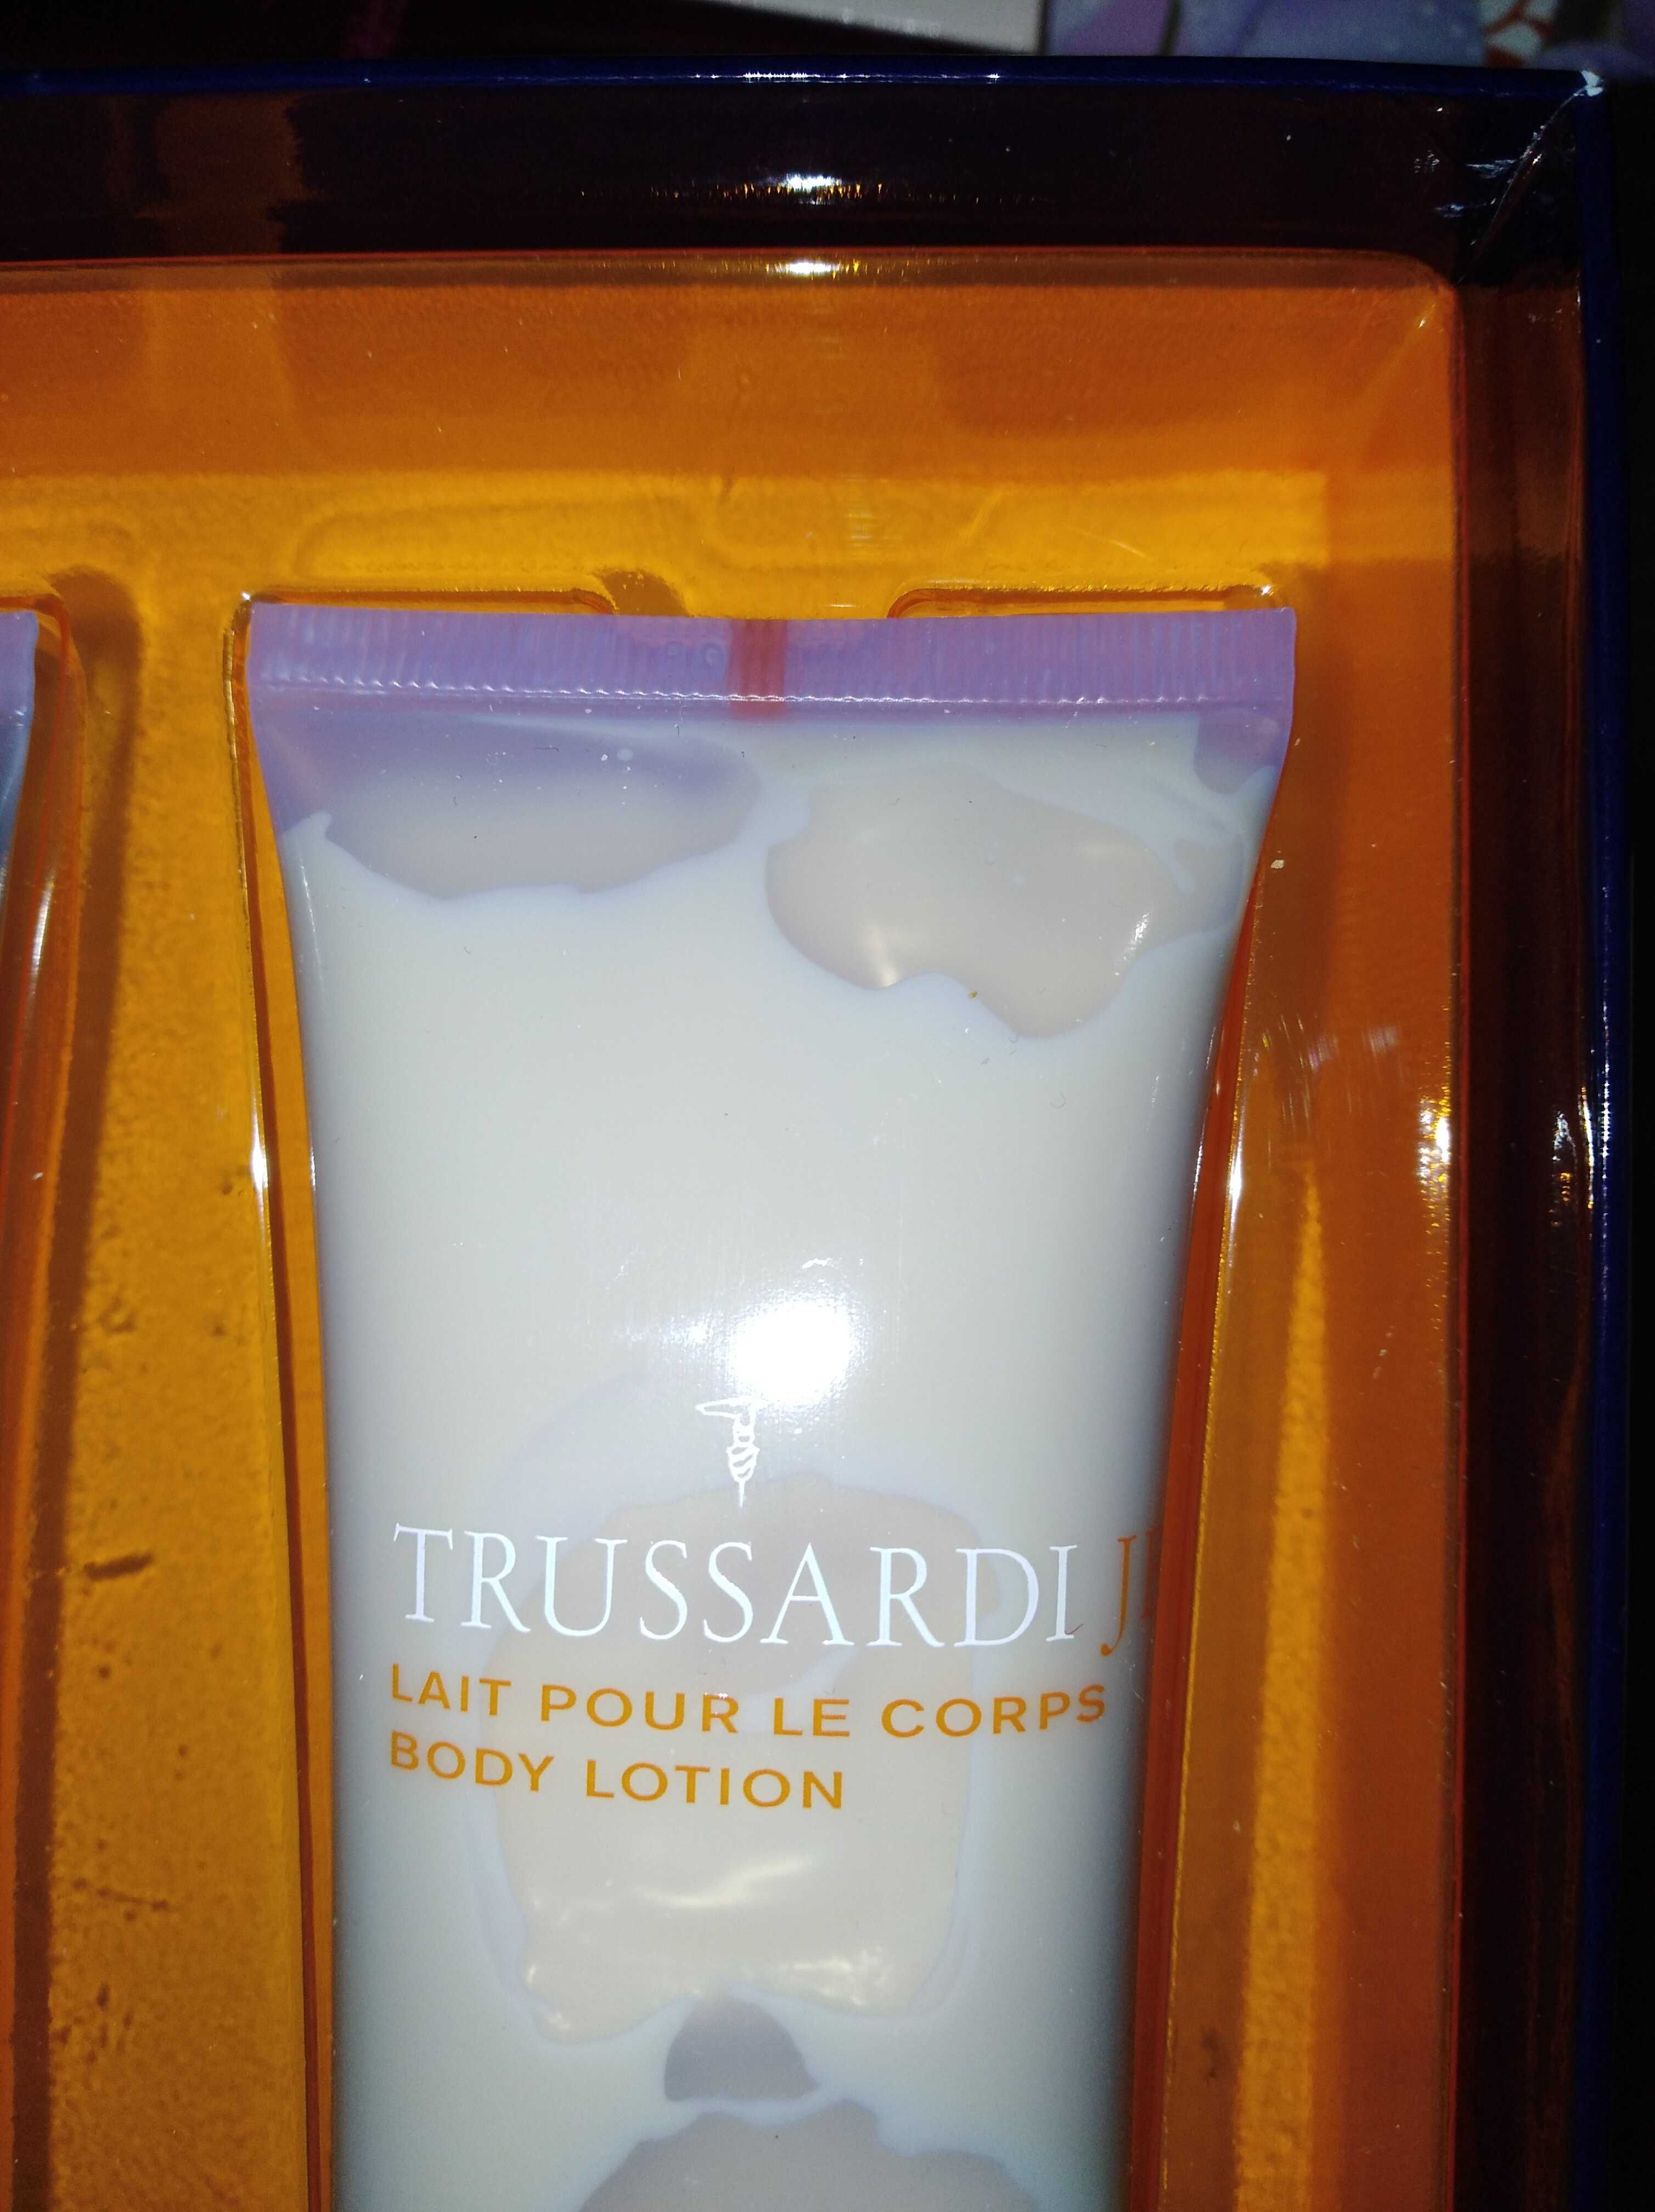 TRUSSARDI J
LAIT POUR LE CORPS
BODY LOTION